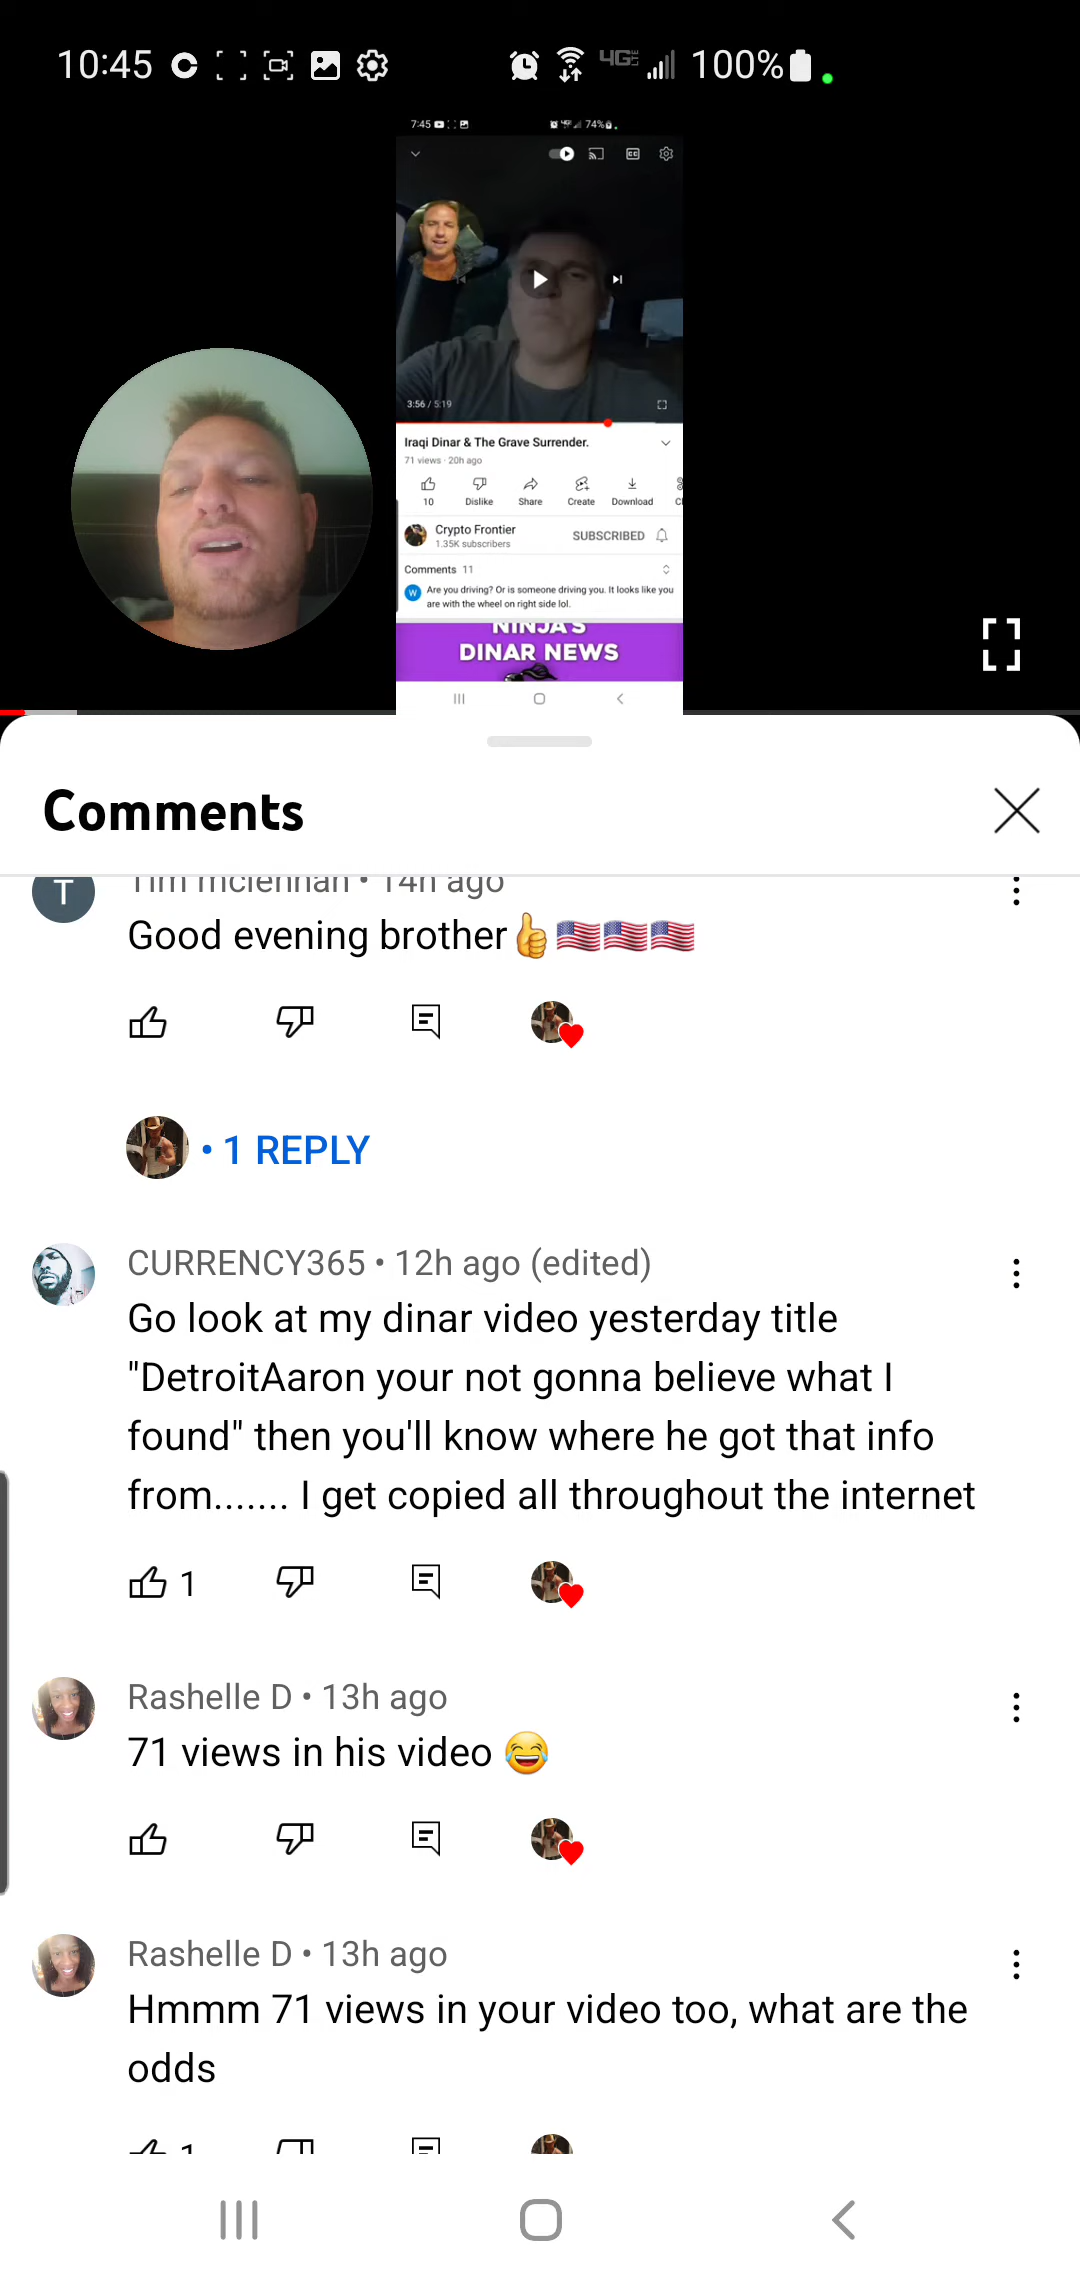 10:45
4G
100%
7:45
74%
3:56 / 5:19
Iraqi Dinar & The Grave Surrender.
71 views · 20h ago
10 Dislike Share Create Download
Crypto Frontier
1.35K subscribers
SUBSCRIBED
Comments 11
W
Are you driving? Or is someone driving you. It looks like you
are with the wheel on right side lol.
NINJA'S
DINAR NEWS
Comments
T
Tim mclennan • 14h ago
Good evening brother👍🇺🇸🇺🇸🇺🇸
• 1 REPLY
CURRENCY365 • 12h ago (edited)
Go look at my dinar video yesterday title
"DetroitAaron your not gonna believe what I
found" then you'll know where he got that info
from....... I get copied all throughout the internet
1
Rashelle D • 13h ago
71 views in his video 😂
Rashelle D • 13h ago
Hmmm 71 views in your video too, what are the
odds
1